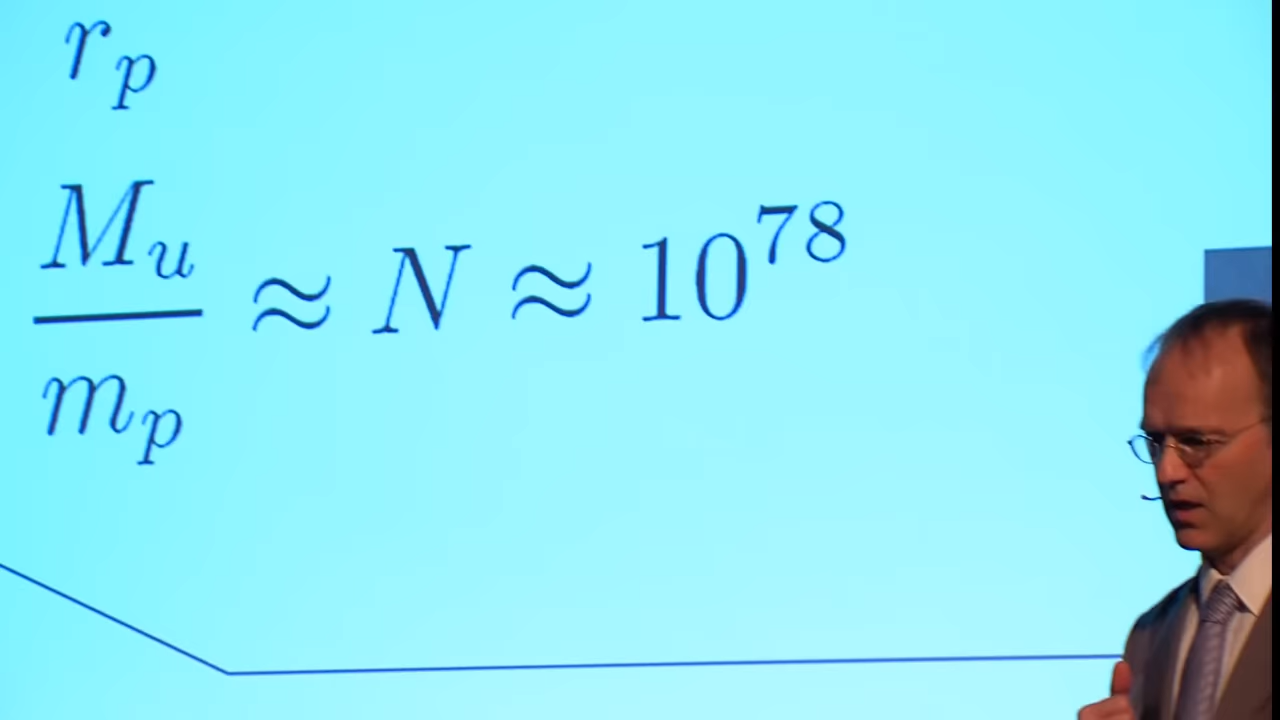 r_p
M_u
―― ≈ N ≈ 10^78
m_p